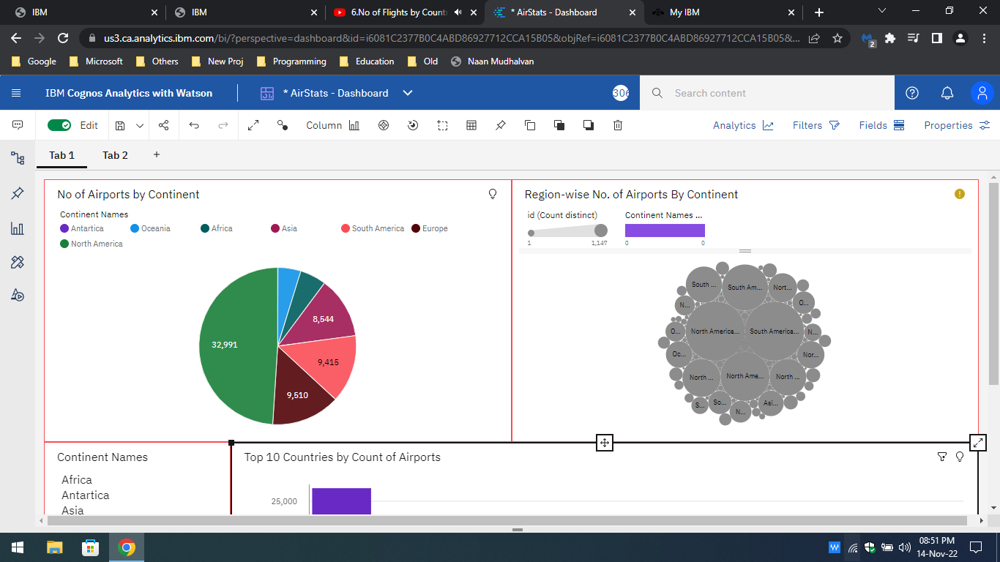 IBM
IBM
6.No of Flights by Count
* AirStats - Dashboard
My IBM
us3.ca.analytics.ibm.com/bi/?perspective=dashboard&id=i6081C2377B0C4ABD86927712CCA15B05&objRef=i6081C2377B0C4ABD86927712CCA15B05&...
2
Google
Microsoft
Others
New Proj
Programming
Education
Old
Naan Mudhalvan
IBM Cognos Analytics with Watson
* AirStats - Dashboard
306
Search content
Edit
Column
Analytics
Filters
Fields
Properties
Tab 1
Tab 2
No of Airports by Continent
Continent Names
Antartica
Oceania
Africa
Asia
South America
Europe
North America
8,544
32,991
9,415
9,510
Region-wise No. of Airports By Continent
id (Count distinct)
Continent Names ...
1
1,147
0
0
South ...
South Am...
Nort...
N...
O...
O...
North America...
South America...
N...
Oc...
Nor...
North ...
North Ame...
North ...
S...
So...
N...
Asi...
Continent Names
Africa
Antartica
Asia
Top 10 Countries by Count of Airports
25,000
08:51 PM
14-Nov-22